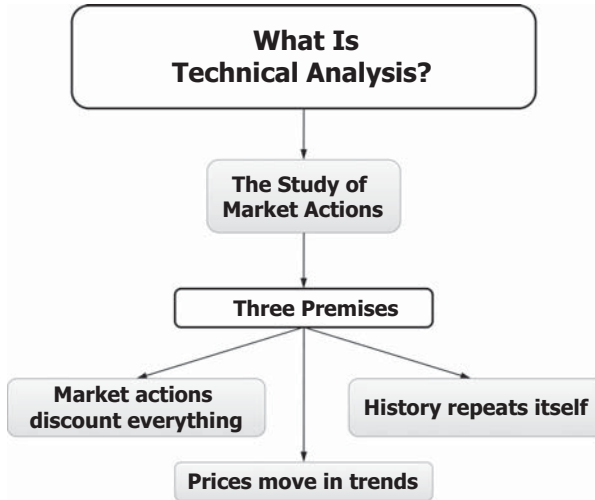 What Is
Technical Analysis?
The Study of
Market Actions
Three Premises
Market actions
discount everything
History repeats itself
Prices move in trends